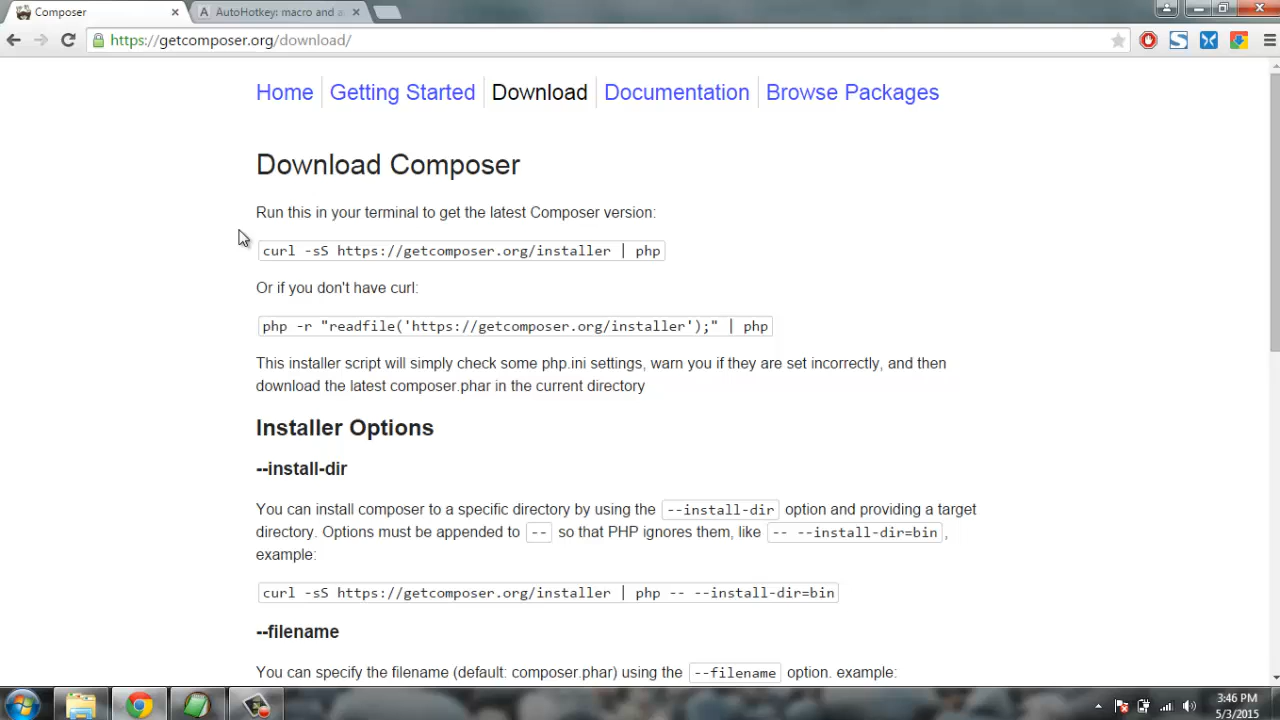 Composer
AutoHotkey: macro and a
https://getcomposer.org/download/
Home
Getting Started
Download
Documentation
Browse Packages
Download Composer
Run this in your terminal to get the latest Composer version:
curl -sS https://getcomposer.org/installer | php
Or if you don't have curl:
php -r "readfile('https://getcomposer.org/installer');" | php
This installer script will simply check some php.ini settings, warn you if they are set incorrectly, and then
download the latest composer.phar in the current directory
Installer Options
--install-dir
You can install composer to a specific directory by using the --install-dir option and providing a target
directory. Options must be appended to -- so that PHP ignores them, like -- --install-dir=bin ,
example:
curl -sS https://getcomposer.org/installer | php -- --install-dir=bin
--filename
You can specify the filename (default: composer.phar) using the --filename option. example:
3:46 PM
5/3/2015